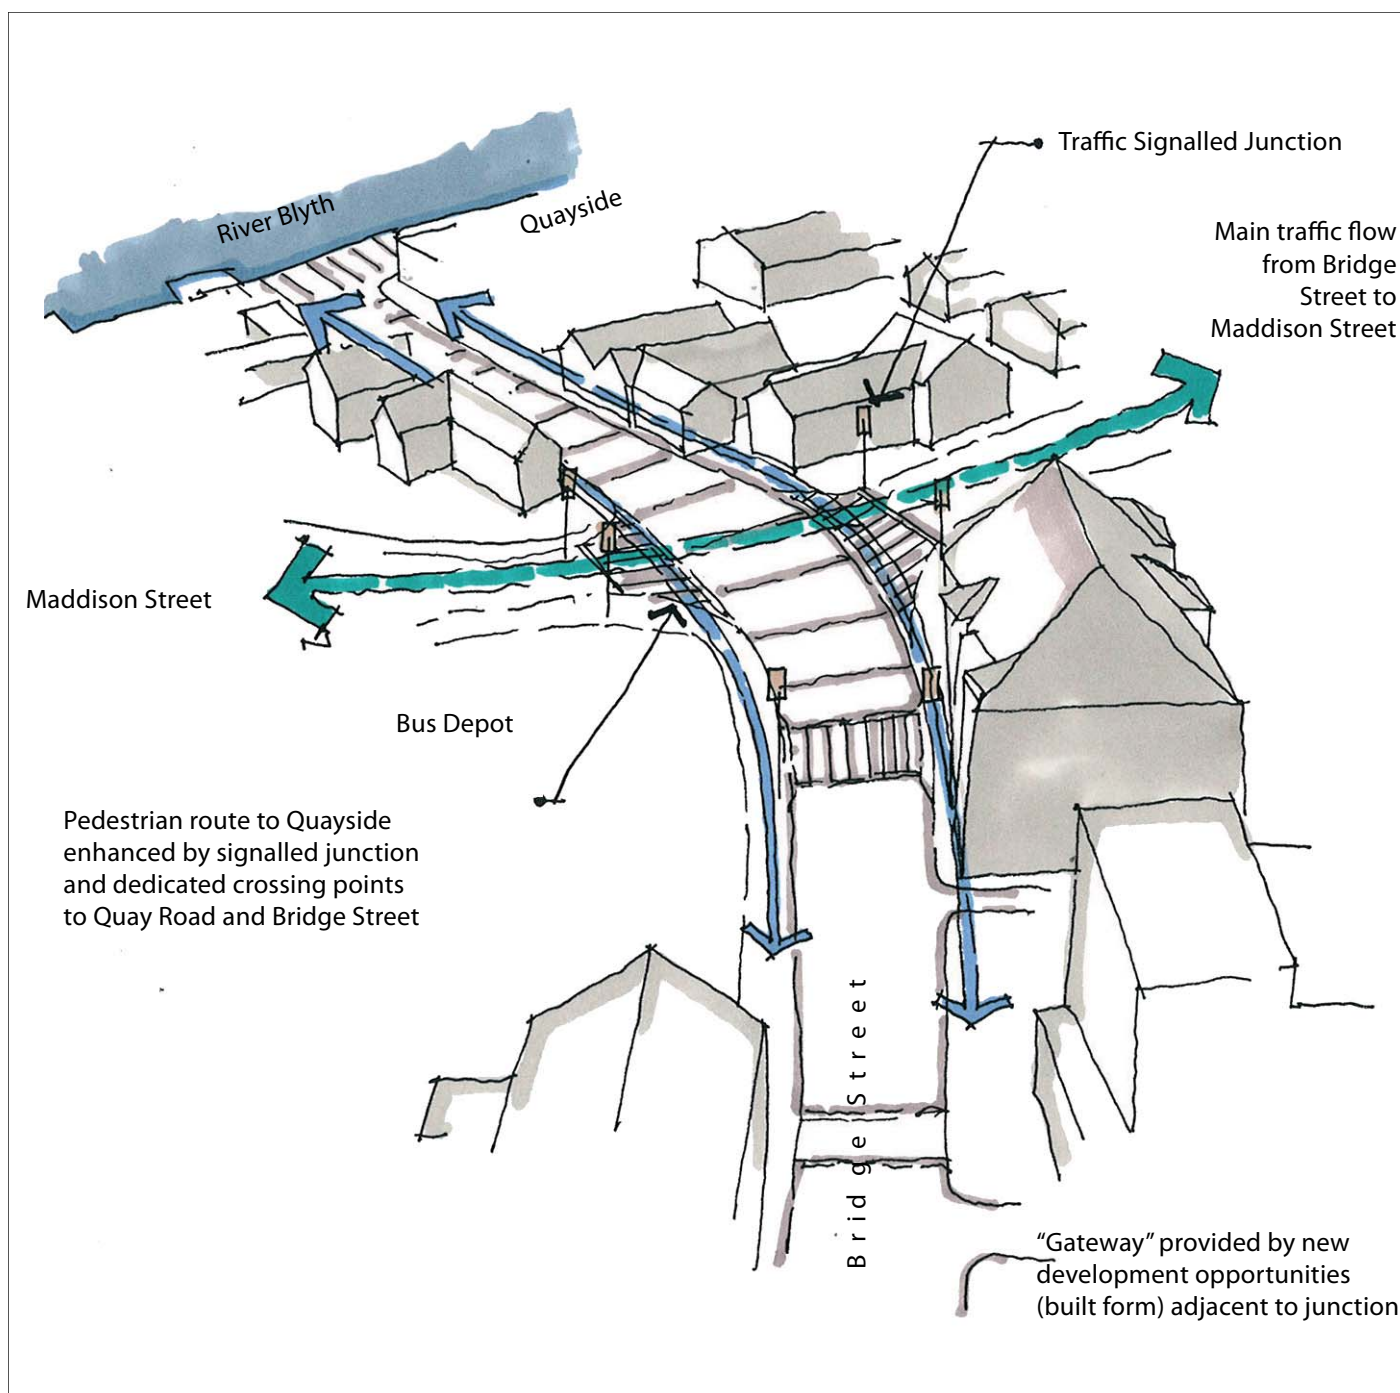 Traffic Signalled Junction
River Blyth
Quayside
Main traffic flow
from Bridge
Street to
Maddison Street
Maddison Street
Bus Depot
Pedestrian route to Quayside
enhanced by signalled junction
and dedicated crossing points
to Quay Road and Bridge Street
Bridge Street
“Gateway” provided by new
development opportunities
(built form) adjacent to junction